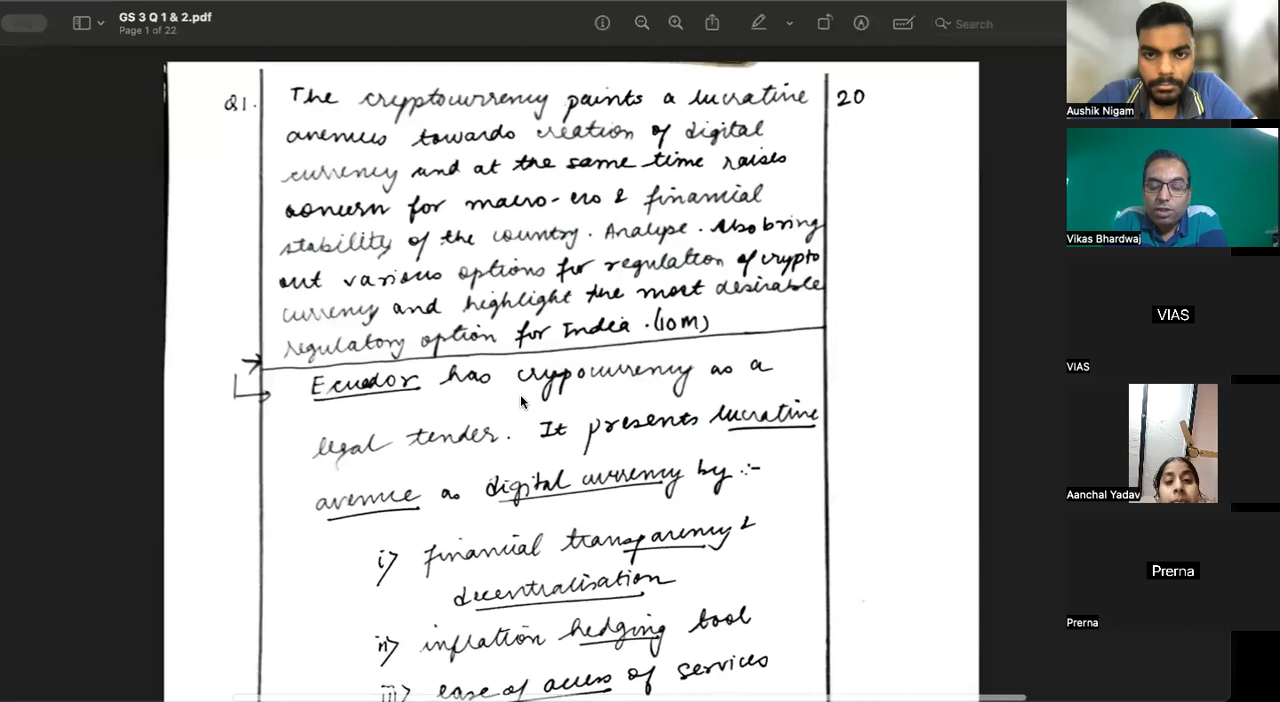 GS 3 Q 1 & 2.pdf
Page 1 of 22
Search
Q1. The cryptocurrency paints a lucrative 20
avenues towards creation of digital
currency and at the same time raises
concern for macro-eco & financial
stability of the country. Analyse. Also bring
out various options for regulation of crypto
currency and highlight the most desirable
regulatory option for India. (10M)
Ecuador has crypocurrency as a
legal tender. It presents lucrative
avenue as digital currency by :-
i) financial transparency &
decentralisation
ii) inflation hedging tool
iii) ease of access of services
Aushik Nigam
Vikas Bhardwaj
VIAS
VIAS
Aanchal Yadav
Prerna
Prerna